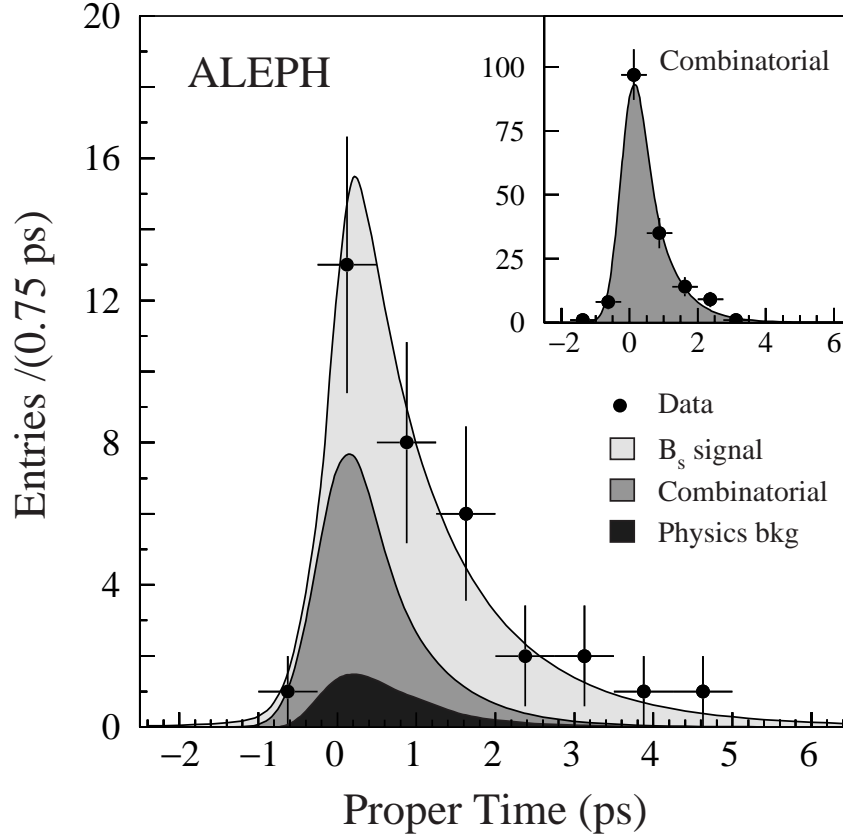 ALEPH
Entries /(0.75 ps)
20
16
12
8
4
0
−2 −1 0 1 2 3 4 5 6
Proper Time (ps)
Combinatorial
100
75
50
25
0
−2 0 2 4 6
Data
B_s signal
Combinatorial
Physics bkg